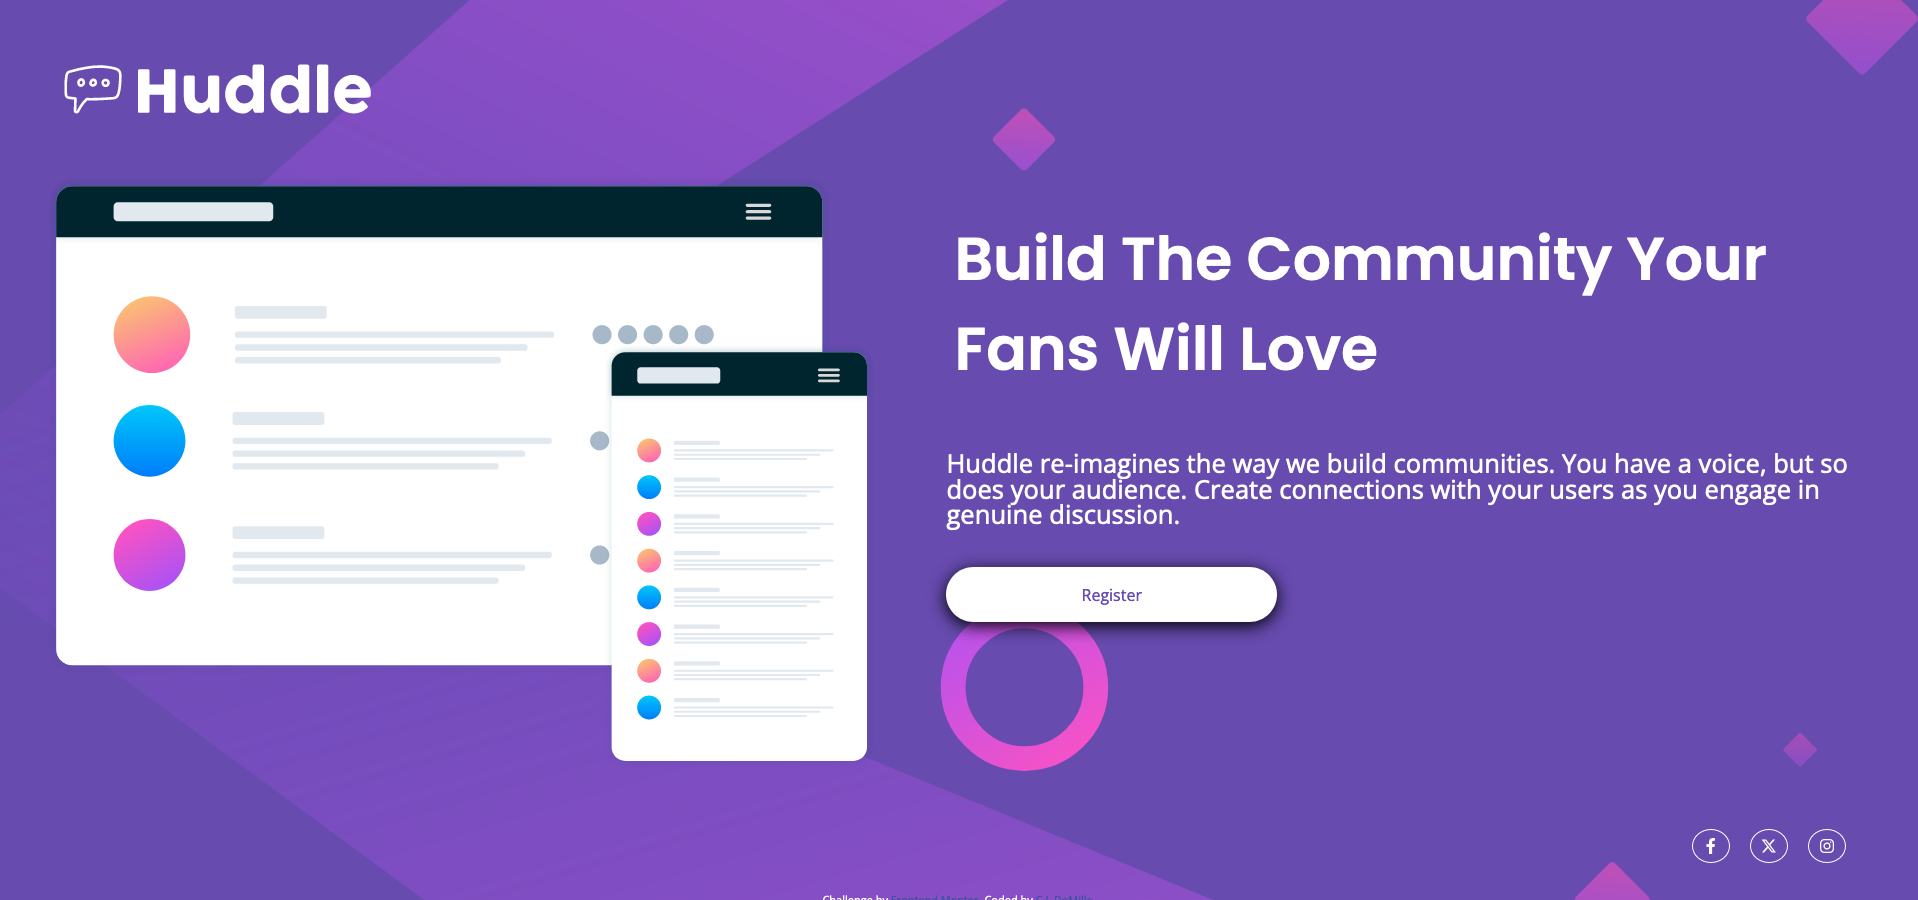 Huddle
Build The Community Your
Fans Will Love
Huddle re-imagines the way we build communities. You have a voice, but so
does your audience. Create connections with your users as you engage in
genuine discussion.
Register
Challenge by Frontend Mentor. Coded by